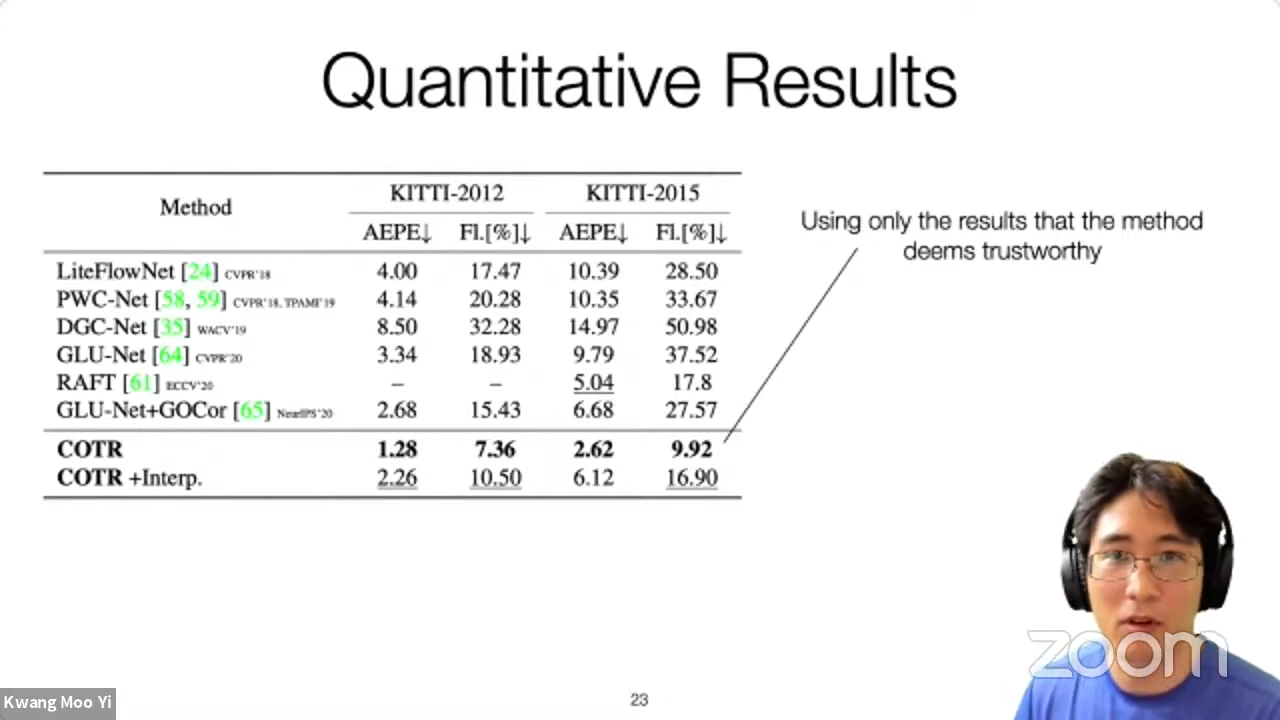 Quantitative Results
Method KITTI-2012 KITTI-2015
AEPE↓ Fl.[%]↓ AEPE↓ Fl.[%]↓
LiteFlowNet [24] CVPR'18 4.00 17.47 10.39 28.50
PWC-Net [58, 59] CVPR'18, TPAMI'19 4.14 20.28 10.35 33.67
DGC-Net [35] WACV'19 8.50 32.28 14.97 50.98
GLU-Net [64] CVPR'20 3.34 18.93 9.79 37.52
RAFT [61] ECCV'20 – – 5.04 17.8
GLU-Net+GOCor [65] NeurIPS'20 2.68 15.43 6.68 27.57
COTR 1.28 7.36 2.62 9.92
COTR +Interp. 2.26 10.50 6.12 16.90
Using only the results that the method
deems trustworthy
zoom
Kwang Moo Yi
23